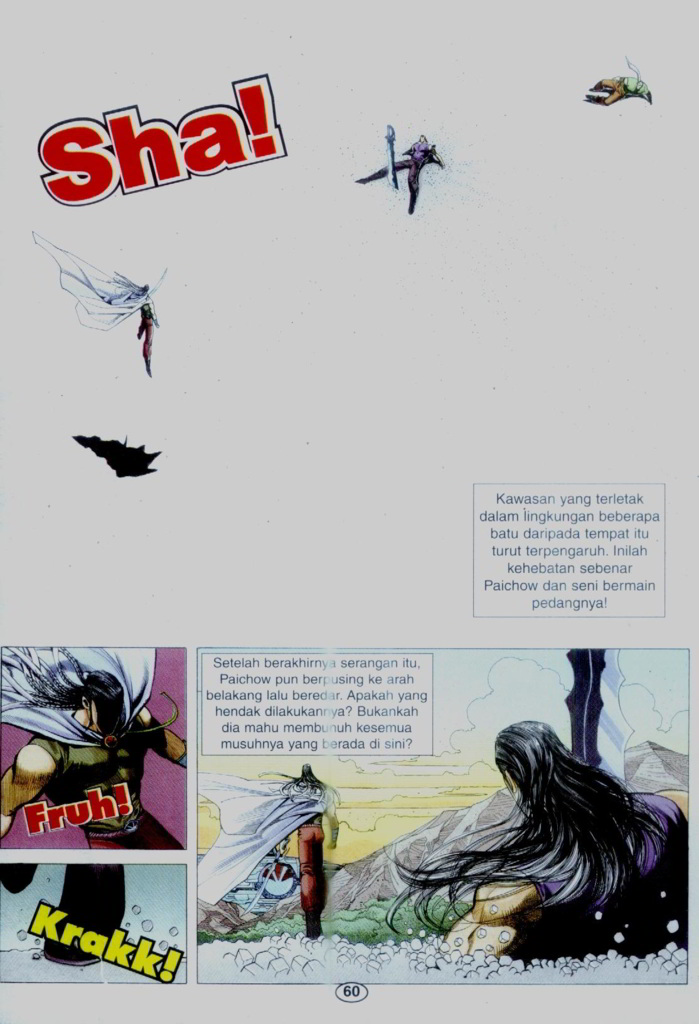 Sha!
Kawasan yang terletak
dalam lingkungan beberapa
batu daripada tempat itu
turut terpengaruh. Inilah
kehebatan sebenar
Paichow dan seni bermain
pedangnya!
Fruh!
Krakk!
Setelah berakhirnya serangan itu,
Paichow pun berpusing ke arah
belakang lalu beredar. Apakah yang
hendak dilakukannya? Bukankah
dia mahu membunuh kesemua
musuhnya yang berada di sini?
60